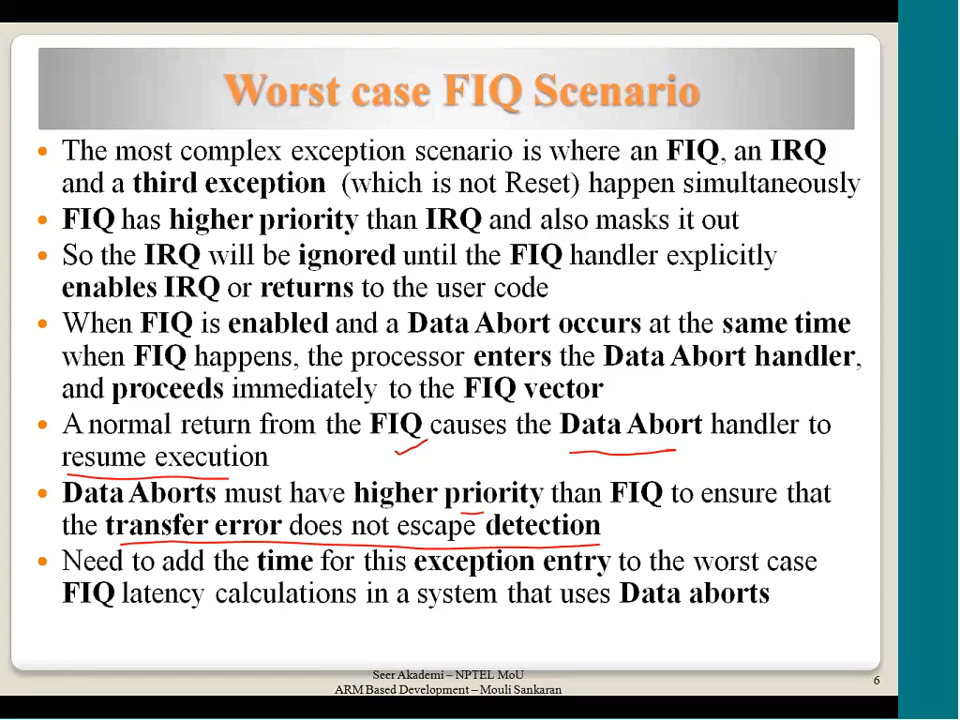 Worst case FIQ Scenario
• The most complex exception scenario is where an FIQ, an IRQ
and a third exception (which is not Reset) happen simultaneously
• FIQ has higher priority than IRQ and also masks it out
• So the IRQ will be ignored until the FIQ handler explicitly
enables IRQ or returns to the user code
• When FIQ is enabled and a Data Abort occurs at the same time
when FIQ happens, the processor enters the Data Abort handler,
and proceeds immediately to the FIQ vector
• A normal return from the FIQ causes the Data Abort handler to
resume execution
• Data Aborts must have higher priority than FIQ to ensure that
the transfer error does not escape detection
• Need to add the time for this exception entry to the worst case
FIQ latency calculations in a system that uses Data aborts
Seer Akademi – NPTEL MoU
ARM Based Development – Mouli Sankaran
6